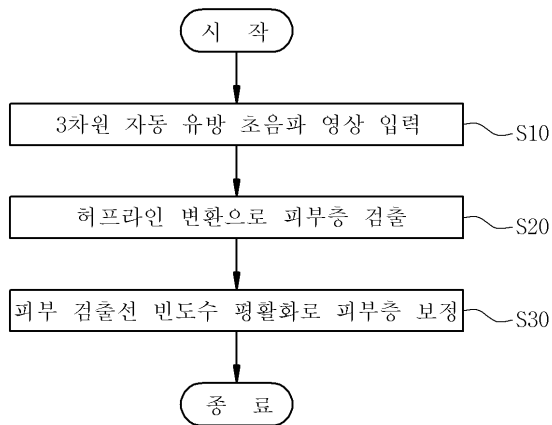 시 작
3차원 자동 유방 초음파 영상 입력
S10
허프라인 변환으로 피부층 검출
S20
피부 검출선 빈도수 평활화로 피부층 보정
S30
종 료